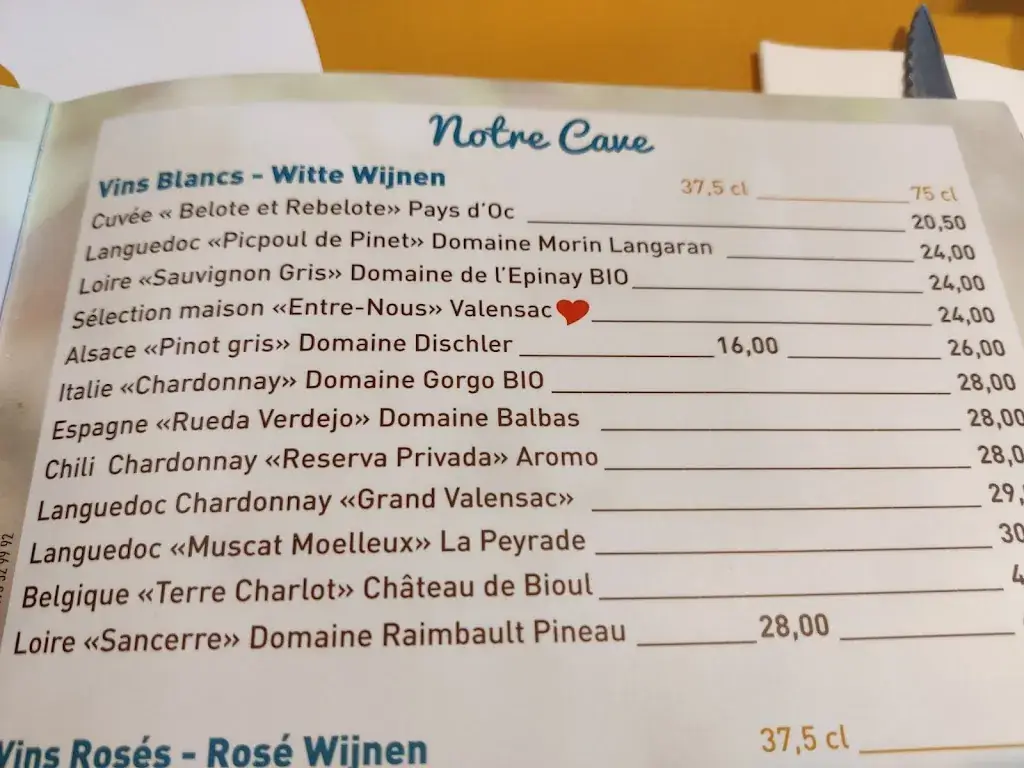 Notre Cave
Vins Blancs - Witte Wijnen 37,5 cl 75 cl
Cuvée « Belote et Rebelote» Pays d'Oc 20,50
Languedoc «Picpoul de Pinet» Domaine Morin Langaran 24,00
Loire «Sauvignon Gris» Domaine de l'Epinay BIO 24,00
Sélection maison «Entre-Nous» Valensac 24,00
Alsace «Pinot gris» Domaine Dischler 16,00 26,00
Italie «Chardonnay» Domaine Gorgo BIO 28,00
Espagne «Rueda Verdejo» Domaine Balbas 28,00
Chili Chardonnay «Reserva Privada» Aromo 28,0
Languedoc Chardonnay «Grand Valensac» 29,
Languedoc «Muscat Moelleux» La Peyrade 30
Belgique «Terre Charlot» Château de Bioul 4
Loire «Sancerre» Domaine Raimbault Pineau 28,00
Vins Rosés - Rosé Wijnen 37,5 cl